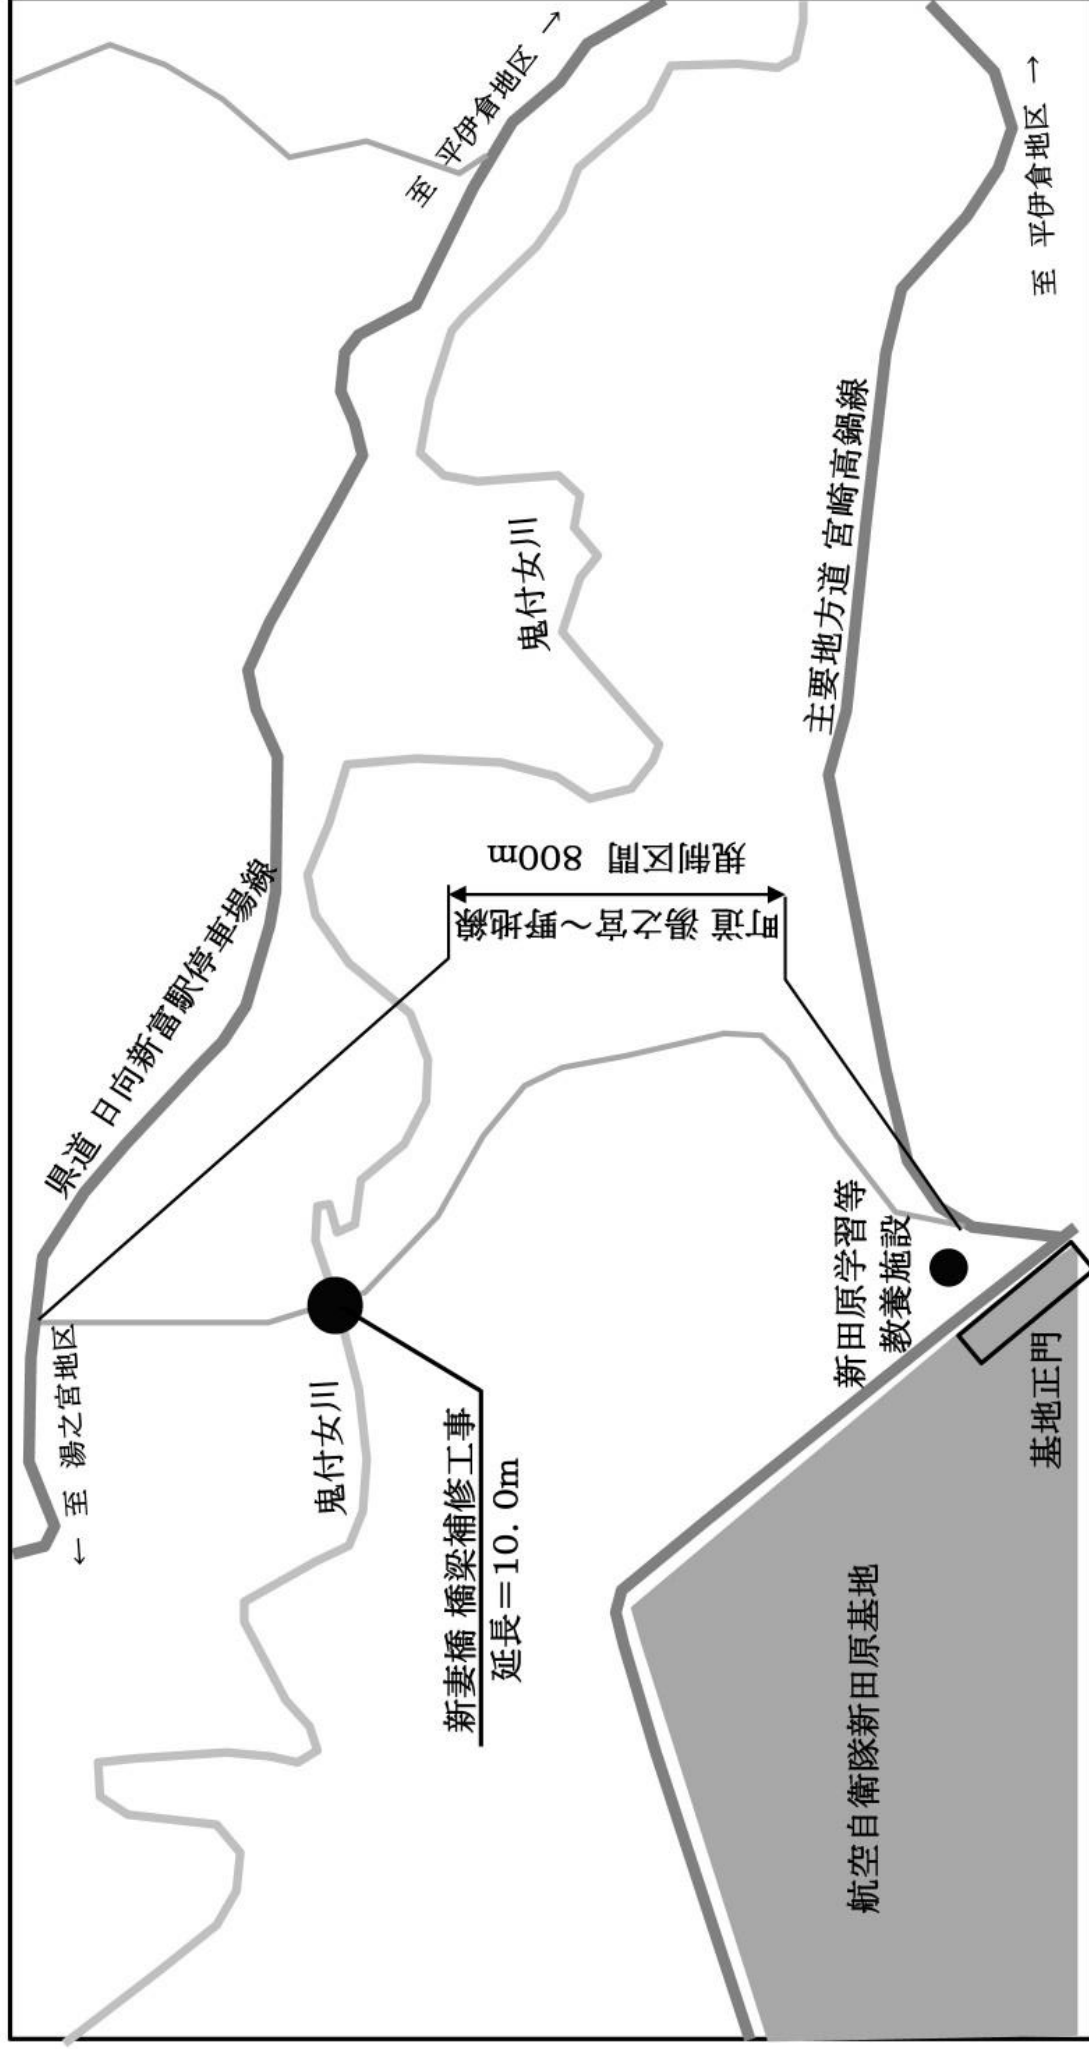 ← 至 湯之宮地区
県道 日向新富駅停車場線
至 平伊倉地区 →
鬼付女川
鬼付女川
新妻橋 橋梁補修工事
延長=10.0m
町道 湯之宮～野地線
規制区間 800m
主要地方道 宮崎高鍋線
新田原学習等
教養施設
航空自衛隊新田原基地
基地正門
至 平伊倉地区 →